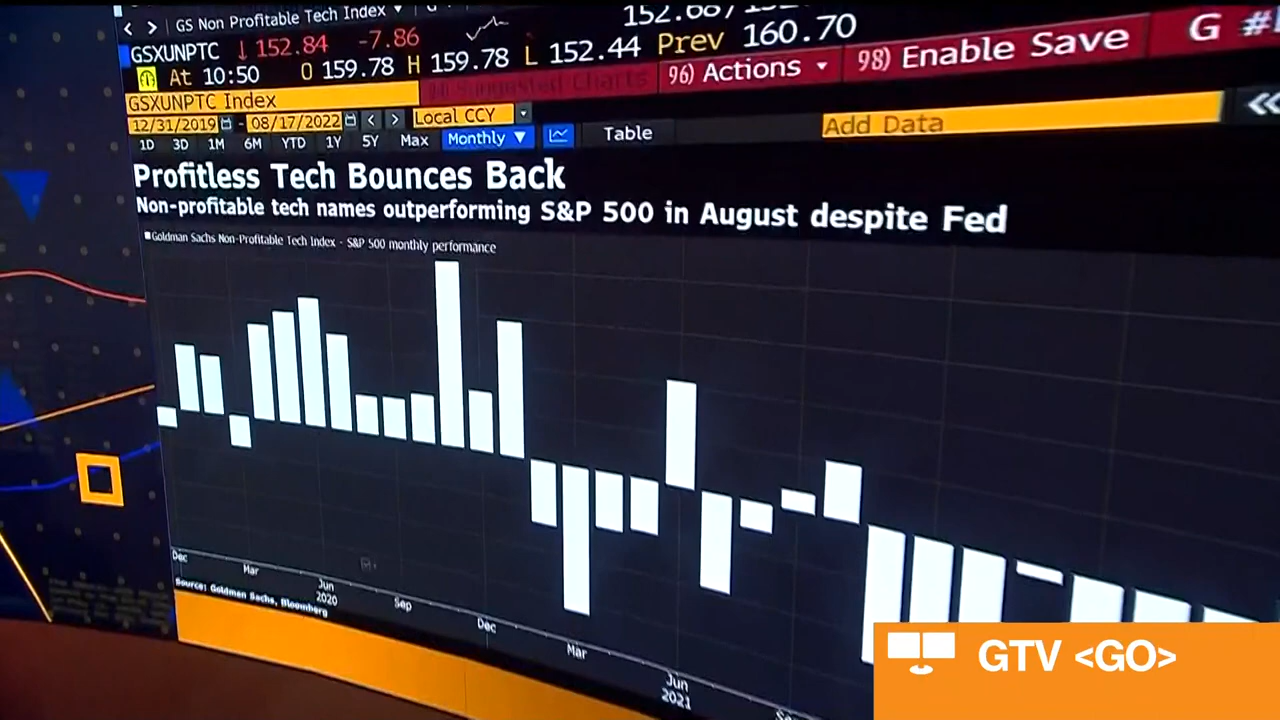 < > GS Non Profitable Tech Index
GSXUNPTC ↓ 152.84 -7.86
At 10:50 O 159.78 H 159.78 L 152.44 Prev 160.70
GSXUNPTC Index
96) Actions 98) Enable Save G
12/31/2019 - 08/17/2022 < > Local CCY
Add Data
1D 3D 1M 6M YTD 1Y 5Y Max Monthly ▼ Table
Profitless Tech Bounces Back
Non-profitable tech names outperforming S&P 500 in August despite Fed
Goldman Sachs Non-Profitable Tech Index - S&P 500 monthly performance
Dec Mar Jun Sep Dec Mar Jun
2020 2021
Source: Goldman Sachs, Bloomberg
GTV <GO>